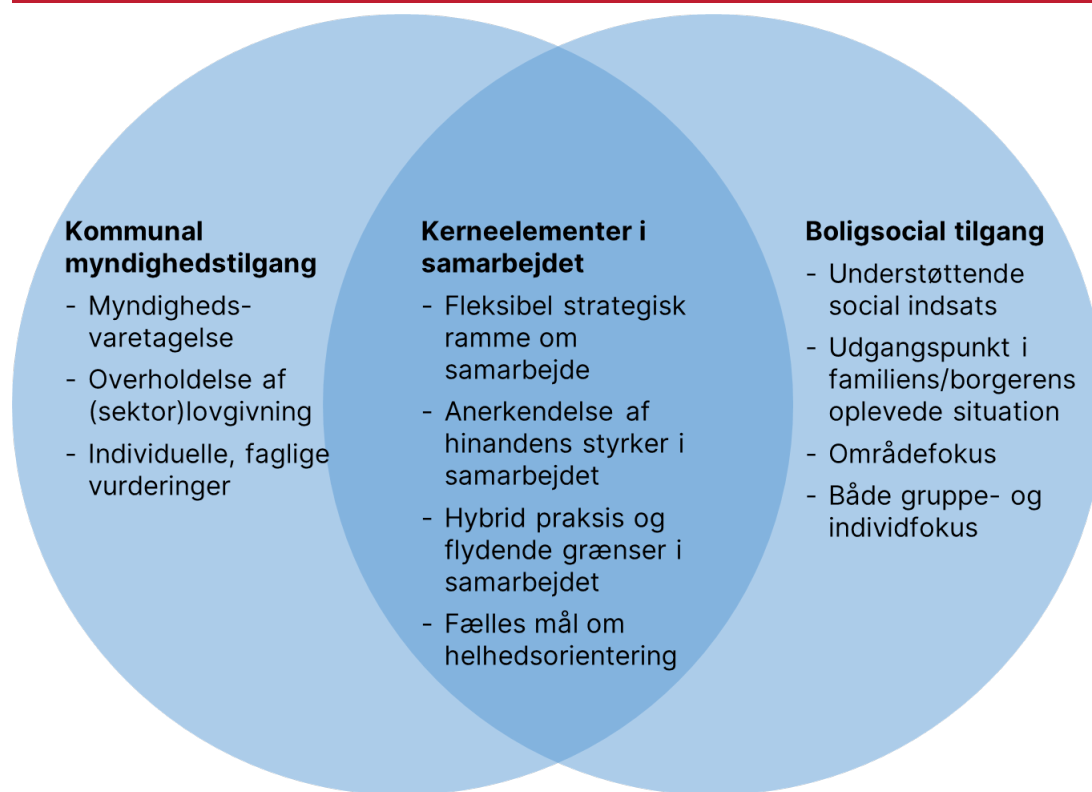 Kommunal
myndighedstilgang
- Myndigheds-
varetagelse
- Overholdelse af
(sektor)lovgivning
- Individuelle, faglige
vurderinger
Kerneelementer i
samarbejdet
- Fleksibel strategisk
ramme om
samarbejde
- Anerkendelse af
hinandens styrker i
samarbejdet
- Hybrid praksis og
flydende grænser i
samarbejdet
- Fælles mål om
helhedsorientering
Boligsocial tilgang
- Understøttende
social indsats
- Udgangspunkt i
familiens/borgerens
oplevede situation
- Områdefokus
- Både gruppe- og
individfokus